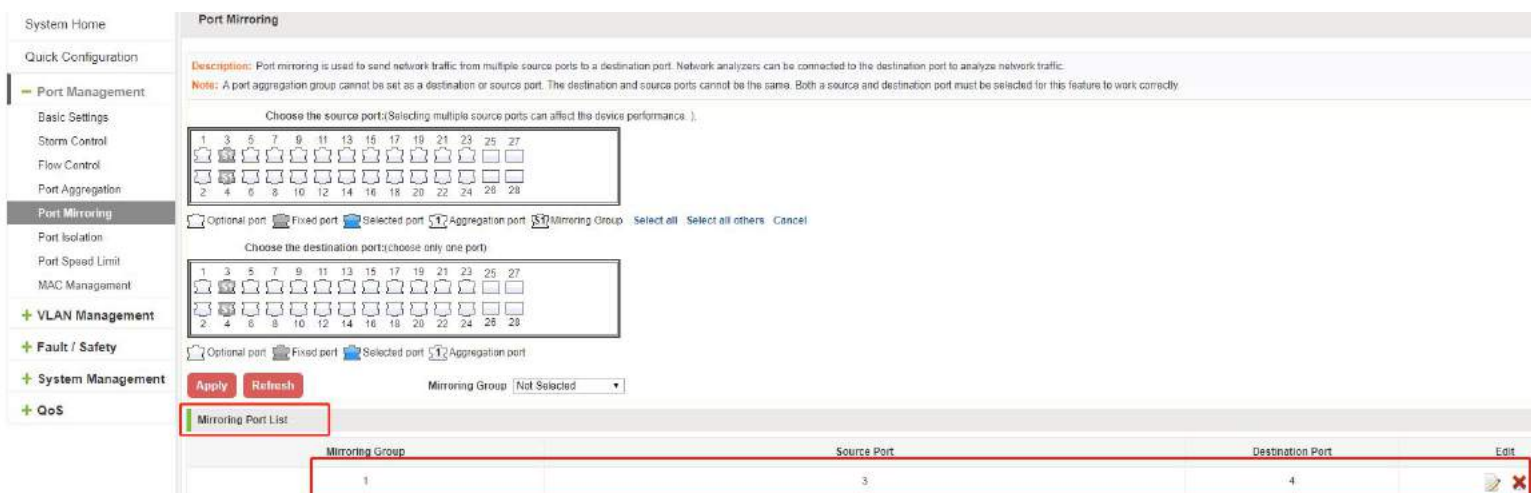 System Home
Quick Configuration
Port Management
Basic Settings
Storm Control
Flow Control
Port Aggregation
Port Mirroring
Port Isolation
Port Speed Limit
MAC Management
VLAN Management
Fault / Safety
System Management
QoS
Port Mirroring
Description: Port mirroring is used to send network traffic from multiple source ports to a destination port. Network analyzers can be connected to the destination port to analyze network traffic.
Note: A port aggregation group cannot be set as a destination or source port. The destination and source ports cannot be the same. Both a source and destination port must be selected for this feature to work correctly.
Choose the source port:(Selecting multiple source ports can affect the device performance. ).
1 3 5 7 9 11 13 15 17 19 21 23 25 27
2 4 6 8 10 12 14 16 18 20 22 24 26 28
Optional port Fixed port Selected port 1 Aggregation port S1 Mirroring Group Select all Select all others Cancel
Choose the destination port:(choose only one port)
1 3 5 7 9 11 13 15 17 19 21 23 25 27
2 4 6 8 10 12 14 16 18 20 22 24 26 28
Optional port Fixed port Selected port 1 Aggregation port
Apply Refresh Mirroring Group Not Selected
Mirroring Port List
Mirroring Group Source Port Destination Port Edit
1 3 4